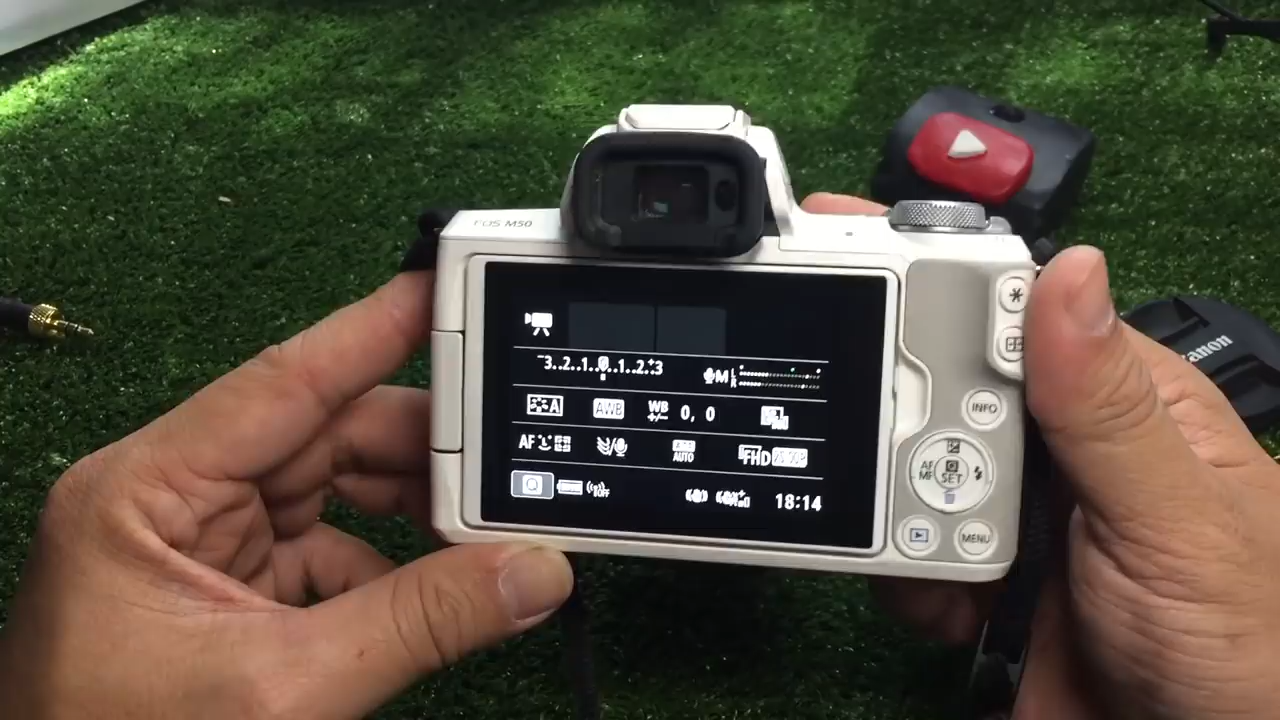 EOS M50
-3..2..1..0..1..2.+3
M L R
A AWB WB +/- 0, 0
AF AUTO FHD
Q OFF 18:14
INFO
AF MF Q SET
MENU
Canon